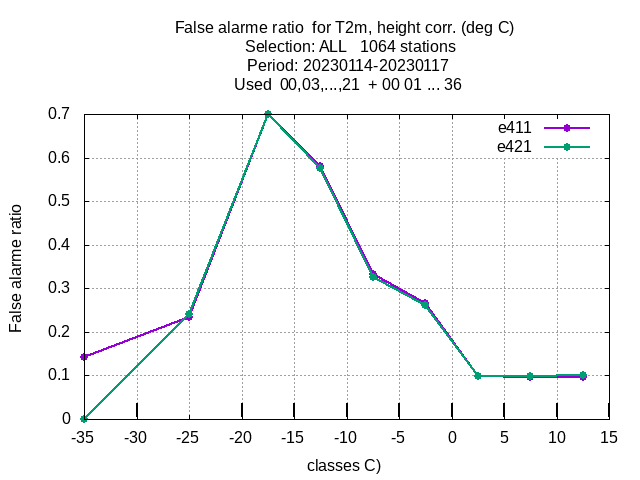 False alarme ratio  for T2m, height corr. (deg C)
Selection: ALL   1064 stations
Period: 20230114-20230117
Used  00,03,...,21  + 00 01 ... 36
e411
e421
False alarme ratio
0.7
0.6
0.5
0.4
0.3
0.2
0.1
0
-35 -30 -25 -20 -15 -10 -5 0 5 10 15
classes C)